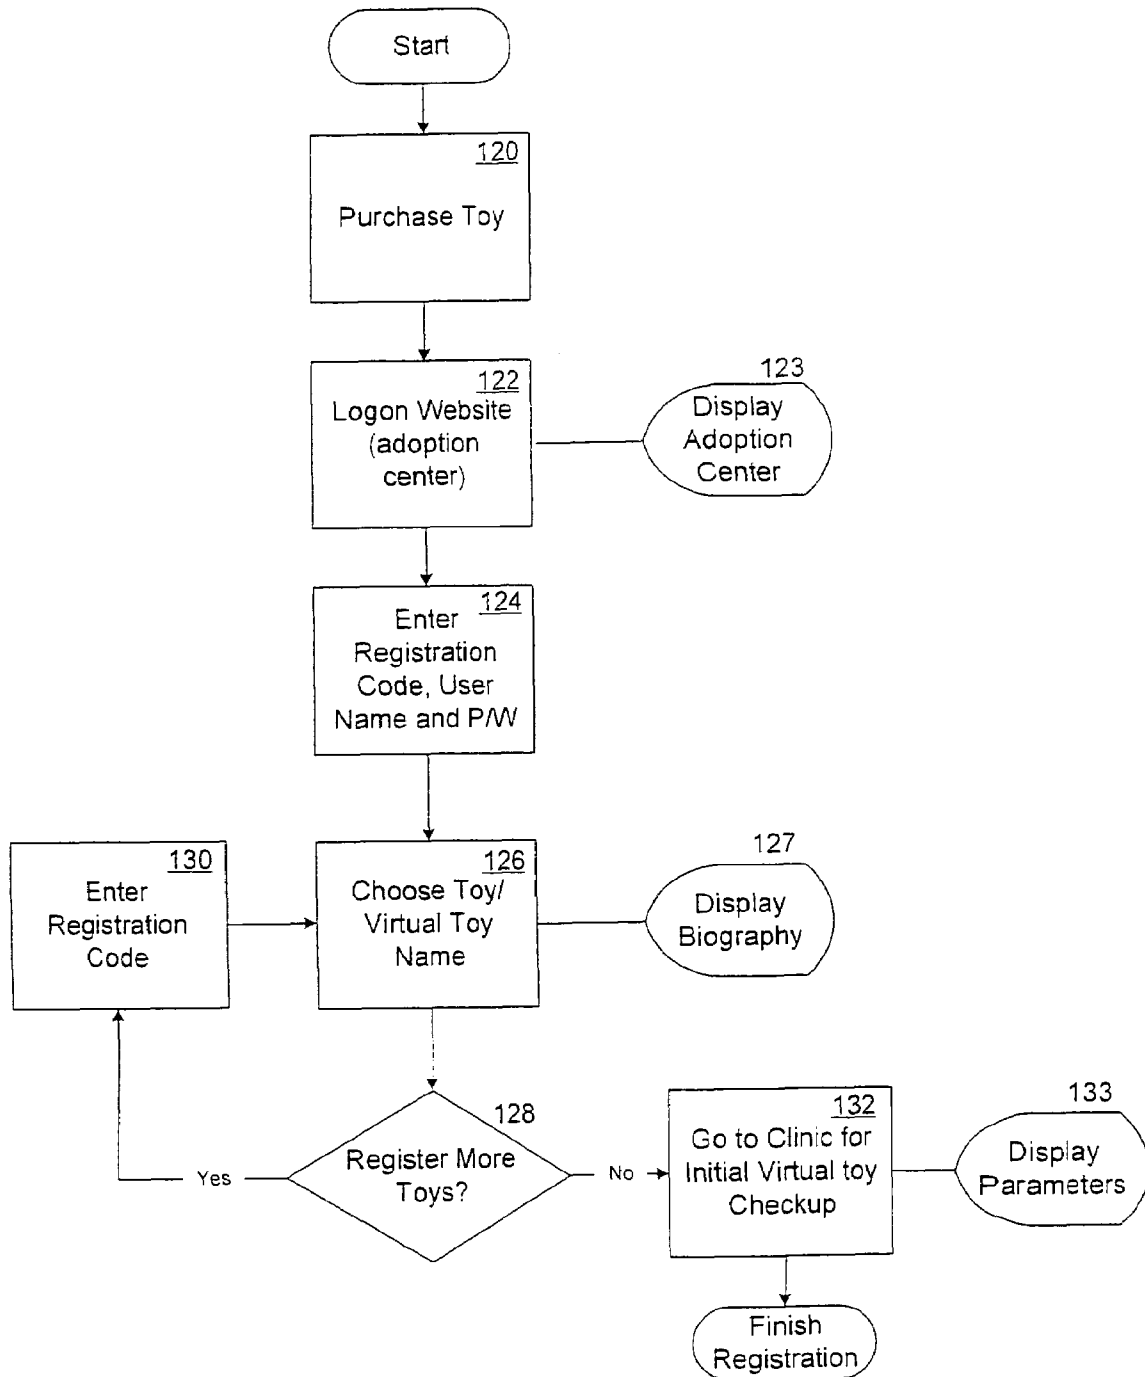 Start
120
Purchase Toy
122
Logon Website
(adoption
center)
123
Display
Adoption
Center
124
Enter
Registration
Code, User
Name and P/W
130
Enter
Registration
Code
126
Choose Toy/
Virtual Toy
Name
127
Display
Biography
128
Register More
Toys?
Yes
No
132
Go to Clinic for
Initial Virtual toy
Checkup
133
Display
Parameters
Finish
Registration